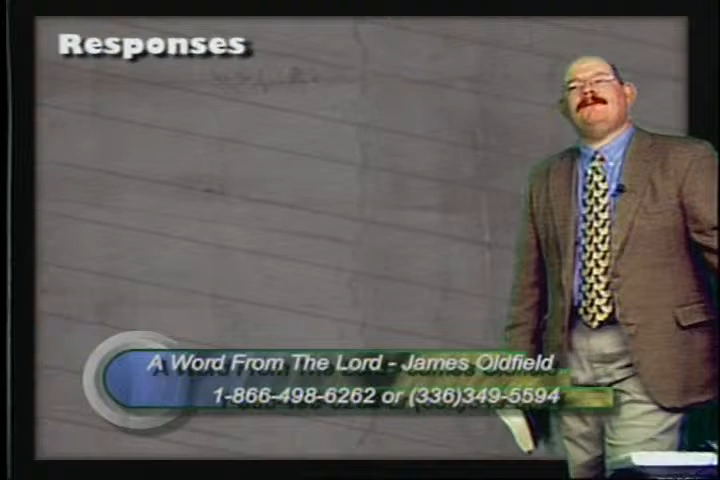 Responses
A Word From The Lord - James Oldfield
1-866-498-6262 or (336)349-5594